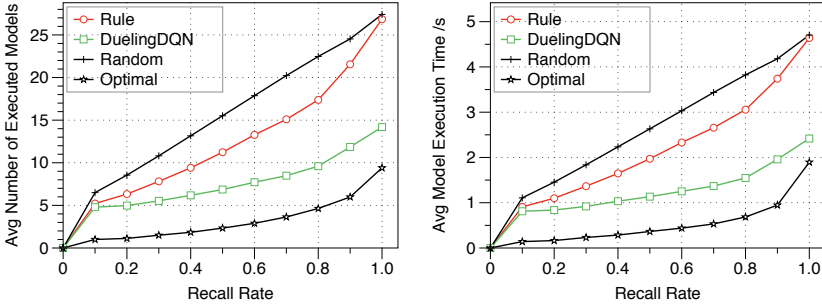 Avg Number of Executed Models
25
20
15
10
5
0
Rule
DuelingDQN
Random
Optimal
0
0.2
0.4
0.6
0.8
1.0
Recall Rate
Avg Model Execution Time /s
5
4
3
2
1
0
Rule
DuelingDQN
Random
Optimal
0
0.2
0.4
0.6
0.8
1.0
Recall Rate